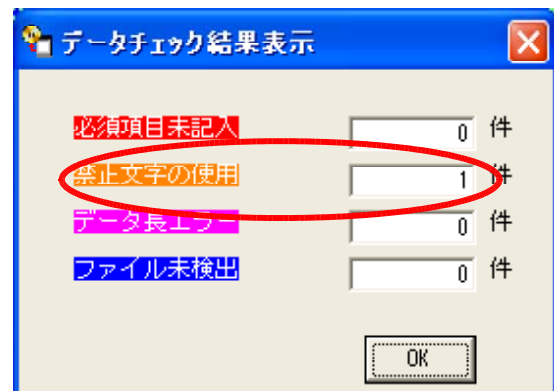 データチェック結果表示
必須項目未記入 0 件
禁止文字の使用 1 件
データ長エラー 0 件
ファイル未検出 0 件
OK